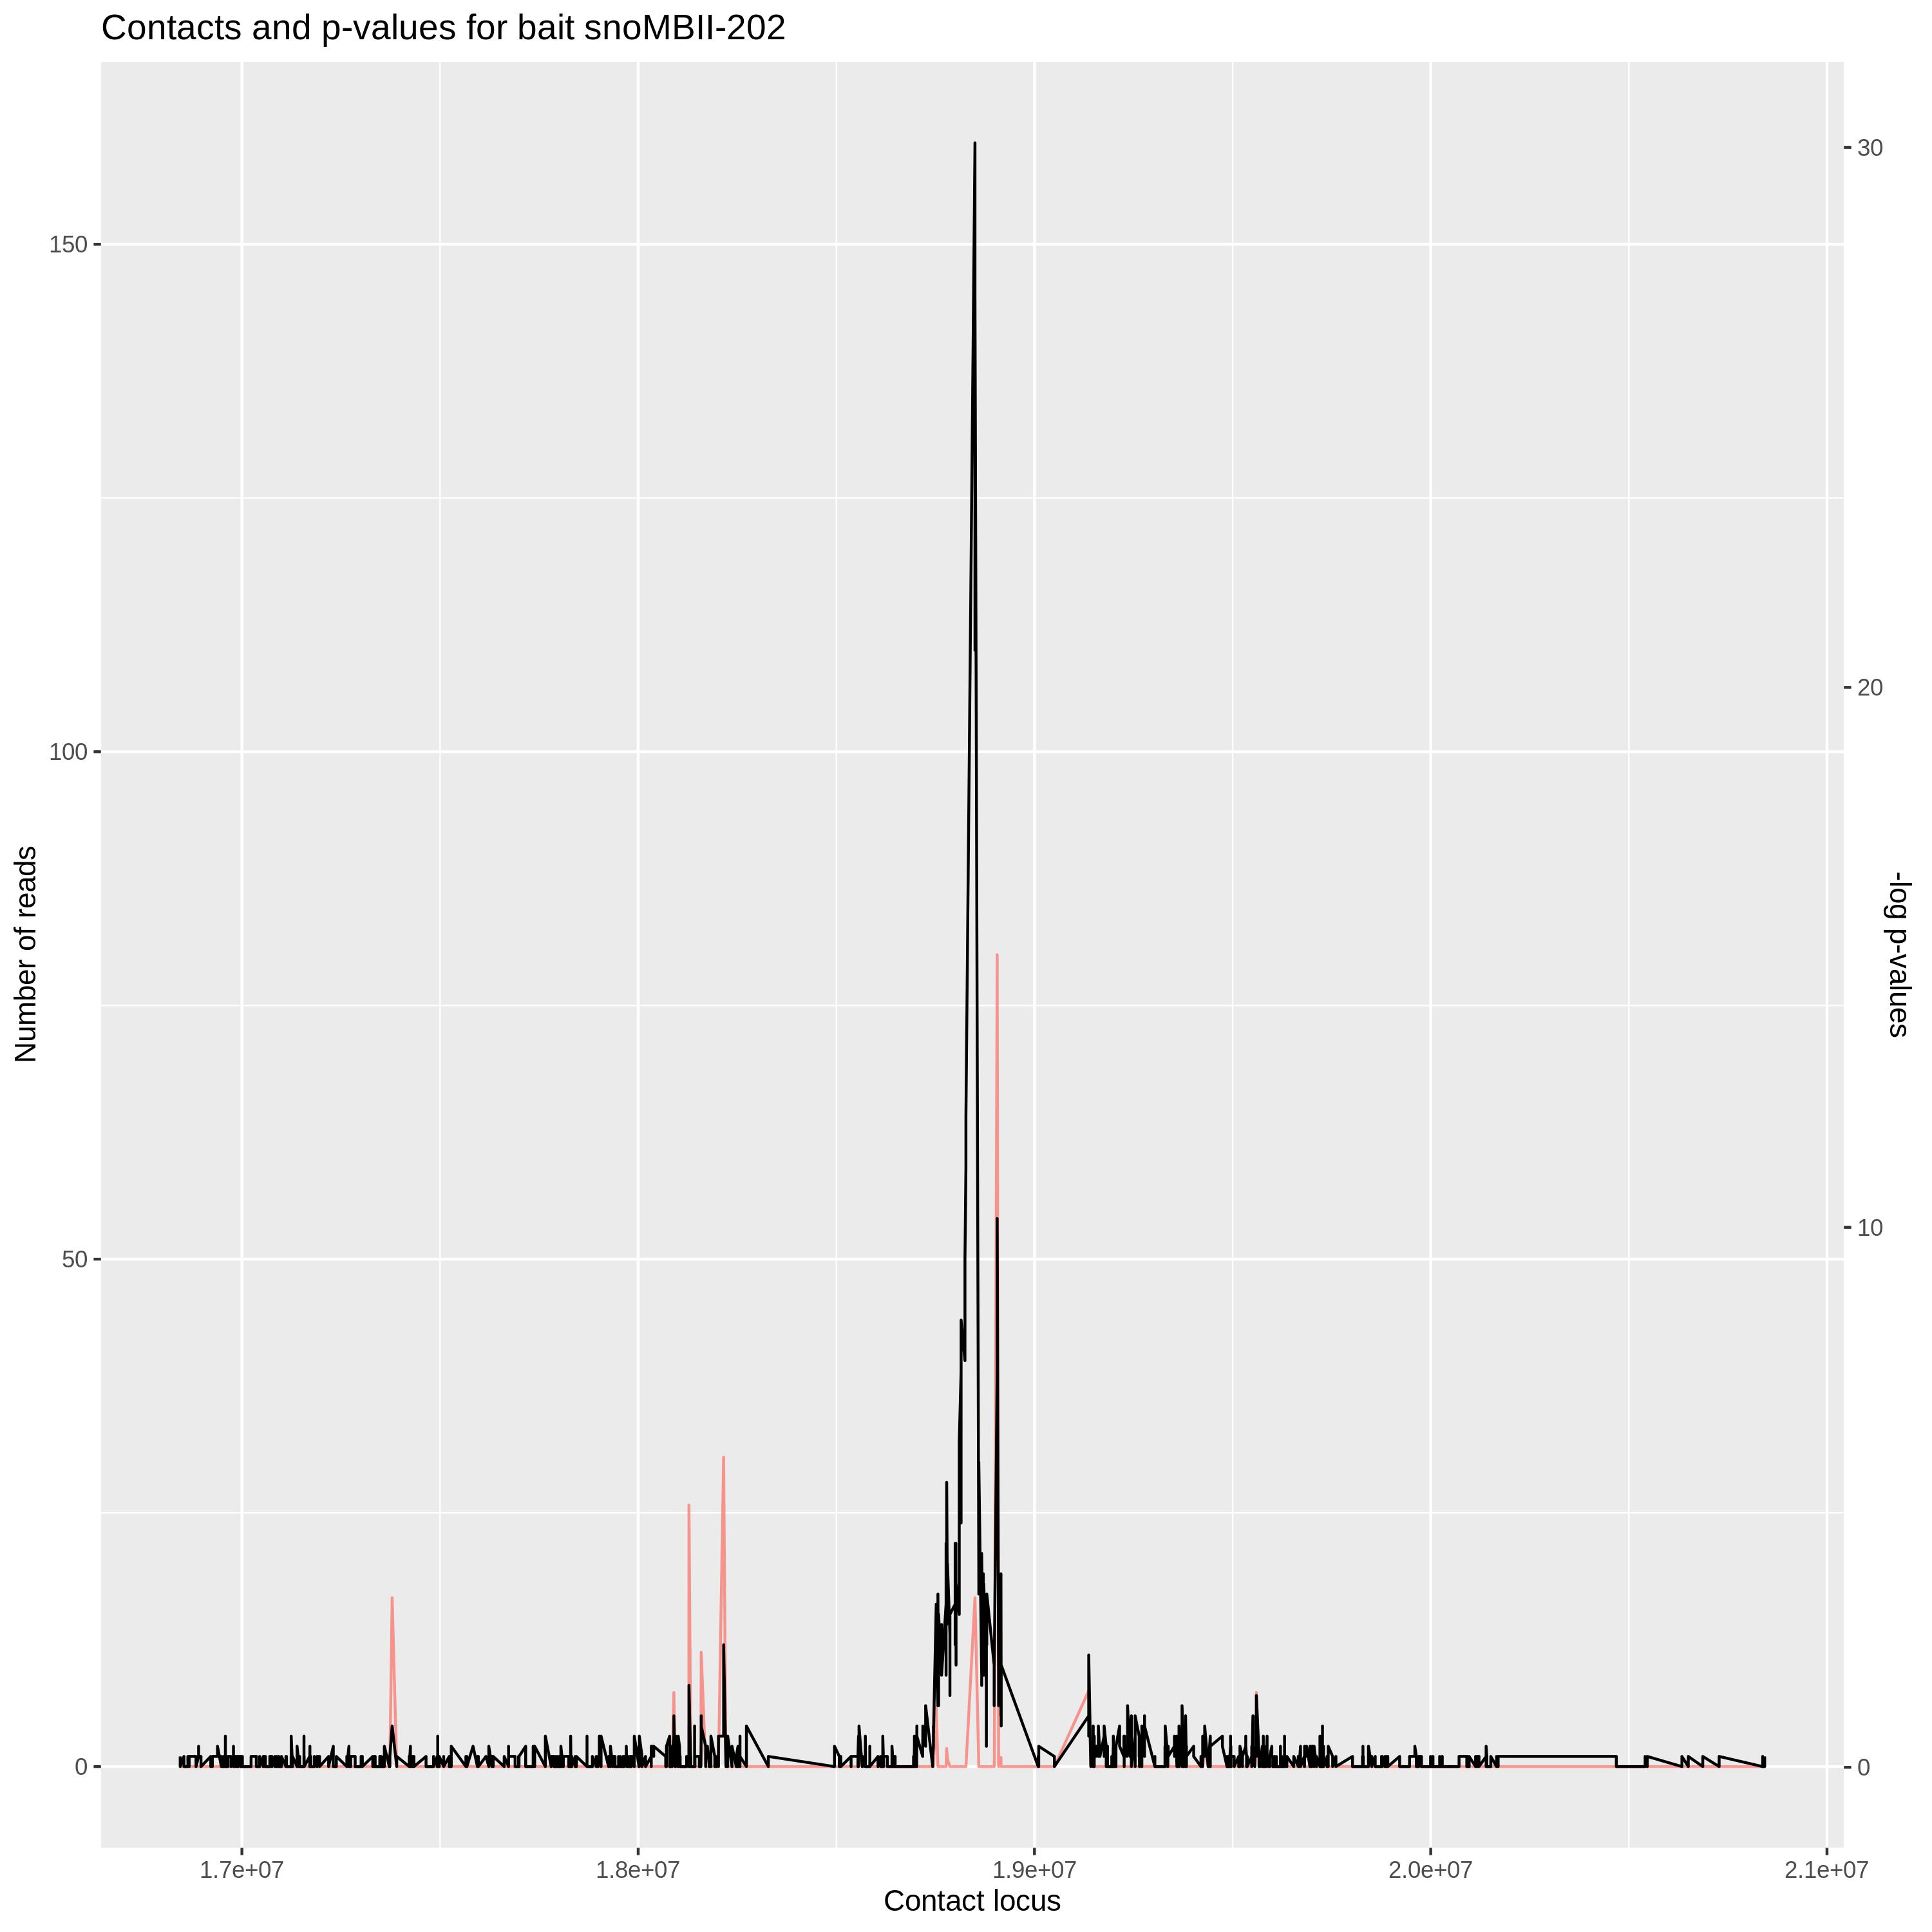 Contacts and p-values for bait snoMBII-202
150
100
50
0
Number of reads
30
20
10
0
-log p-values
1.7e+07
1.8e+07
1.9e+07
2.0e+07
2.1e+07
Contact locus